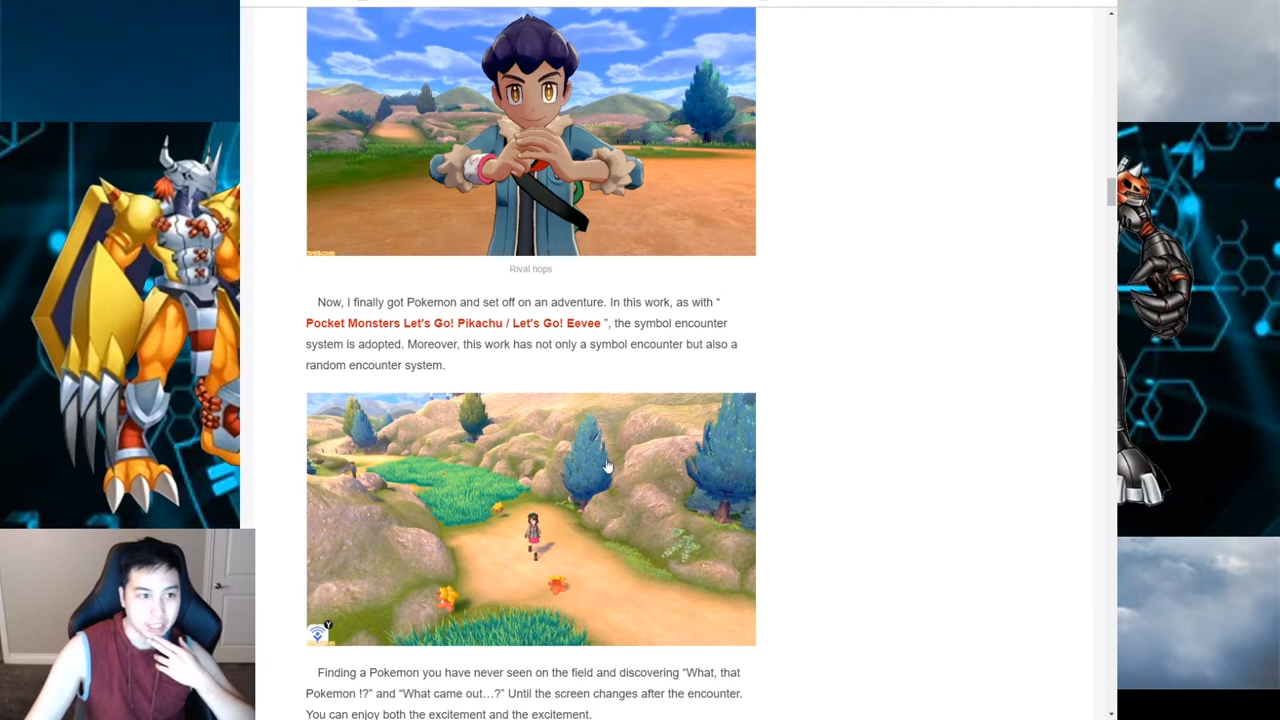 Rival hops
Now, I finally got Pokemon and set off on an adventure. In this work, as with “
Pocket Monsters Let's Go! Pikachu / Let's Go! Eevee ”, the symbol encounter
system is adopted. Moreover, this work has not only a symbol encounter but also a
random encounter system.
Y
Finding a Pokemon you have never seen on the field and discovering “What, that
Pokemon !?” and “What came out…?” Until the screen changes after the encounter.
You can enjoy both the excitement and the excitement.